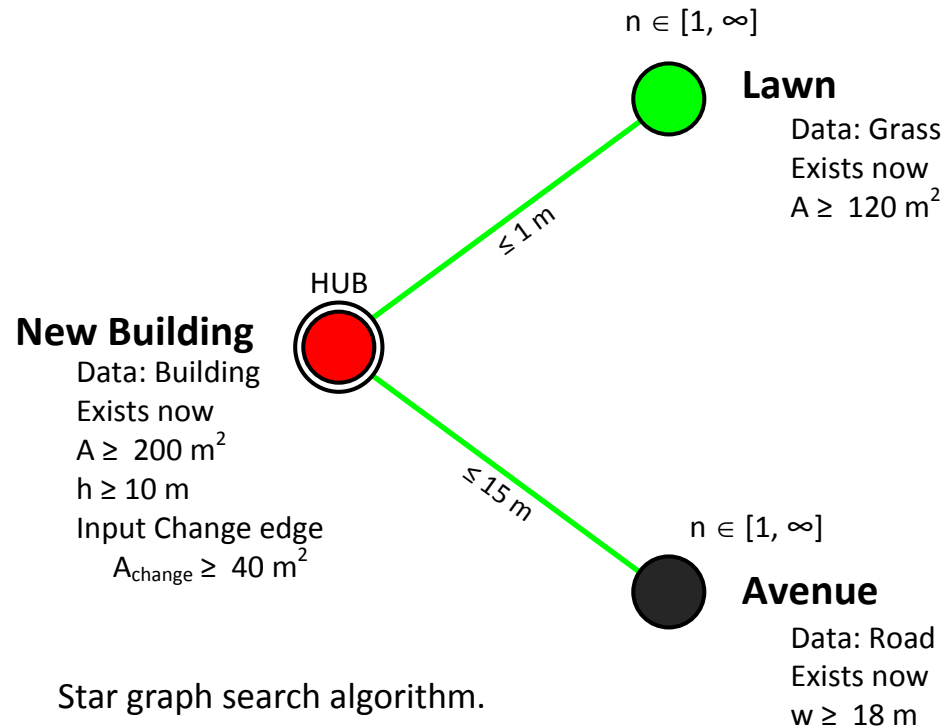 n ∈ [1, ∞]
Lawn
Data: Grass
Exists now
A ≥ 120 m²
≤ 1 m
HUB
New Building
Data: Building
Exists now
A ≥ 200 m²
h ≥ 10 m
Input Change edge
A_change ≥ 40 m²
≤ 15 m
n ∈ [1, ∞]
Avenue
Data: Road
Exists now
w ≥ 18 m
Star graph search algorithm.